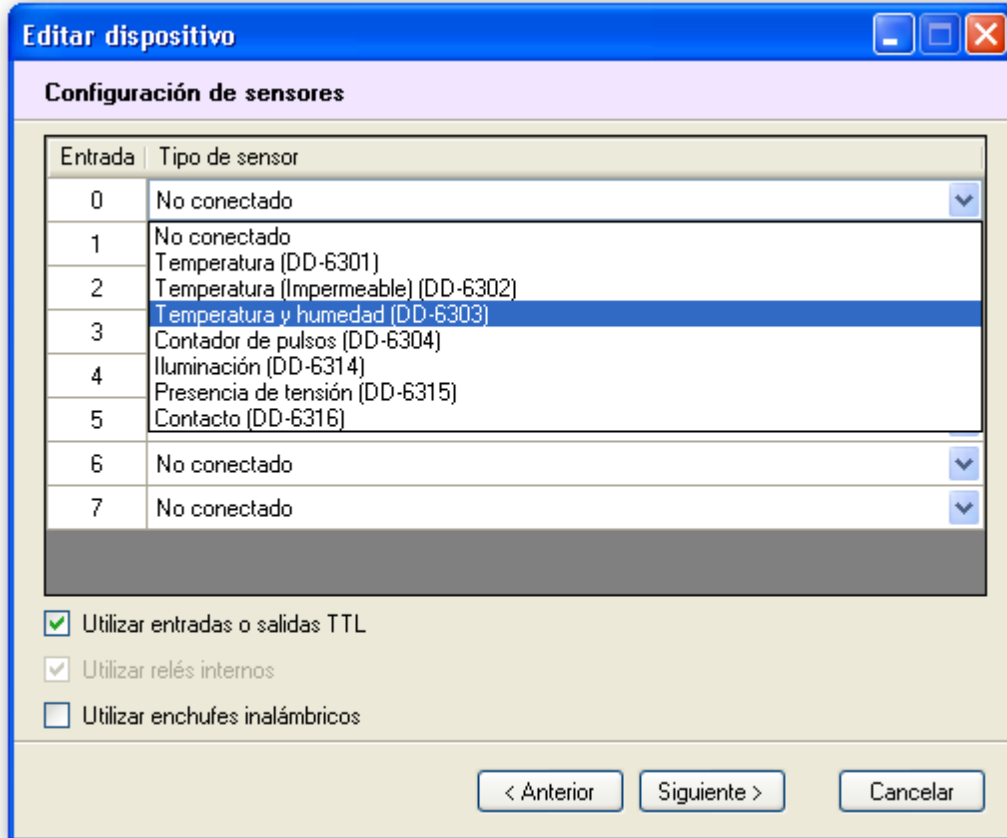 Editar dispositivo
Configuración de sensores
Entrada Tipo de sensor
0 No conectado
1 No conectado
Temperatura (DD-6301)
2 Temperatura (Impermeable) (DD-6302)
Temperatura y humedad (DD-6303)
3 Contador de pulsos (DD-6304)
Iluminación (DD-6314)
4 Presencia de tensión (DD-6315)
5 Contacto (DD-6316)
6 No conectado
7 No conectado
Utilizar entradas o salidas TTL
Utilizar relés internos
Utilizar enchufes inalámbricos
< Anterior Siguiente > Cancelar